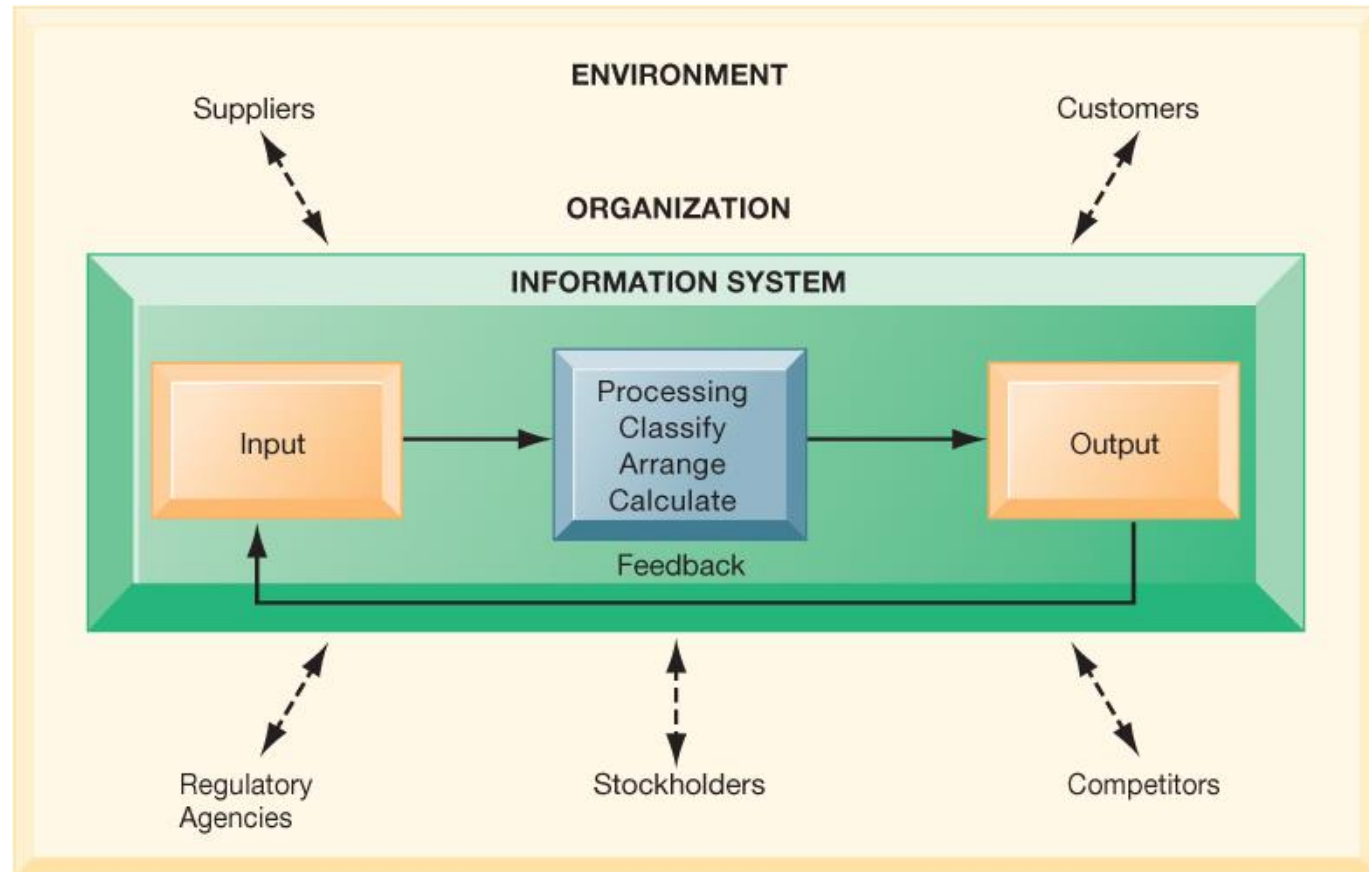 ENVIRONMENT
Suppliers
Customers
ORGANIZATION
INFORMATION SYSTEM
Input
Processing
Classify
Arrange
Calculate
Output
Feedback
Regulatory
Agencies
Stockholders
Competitors